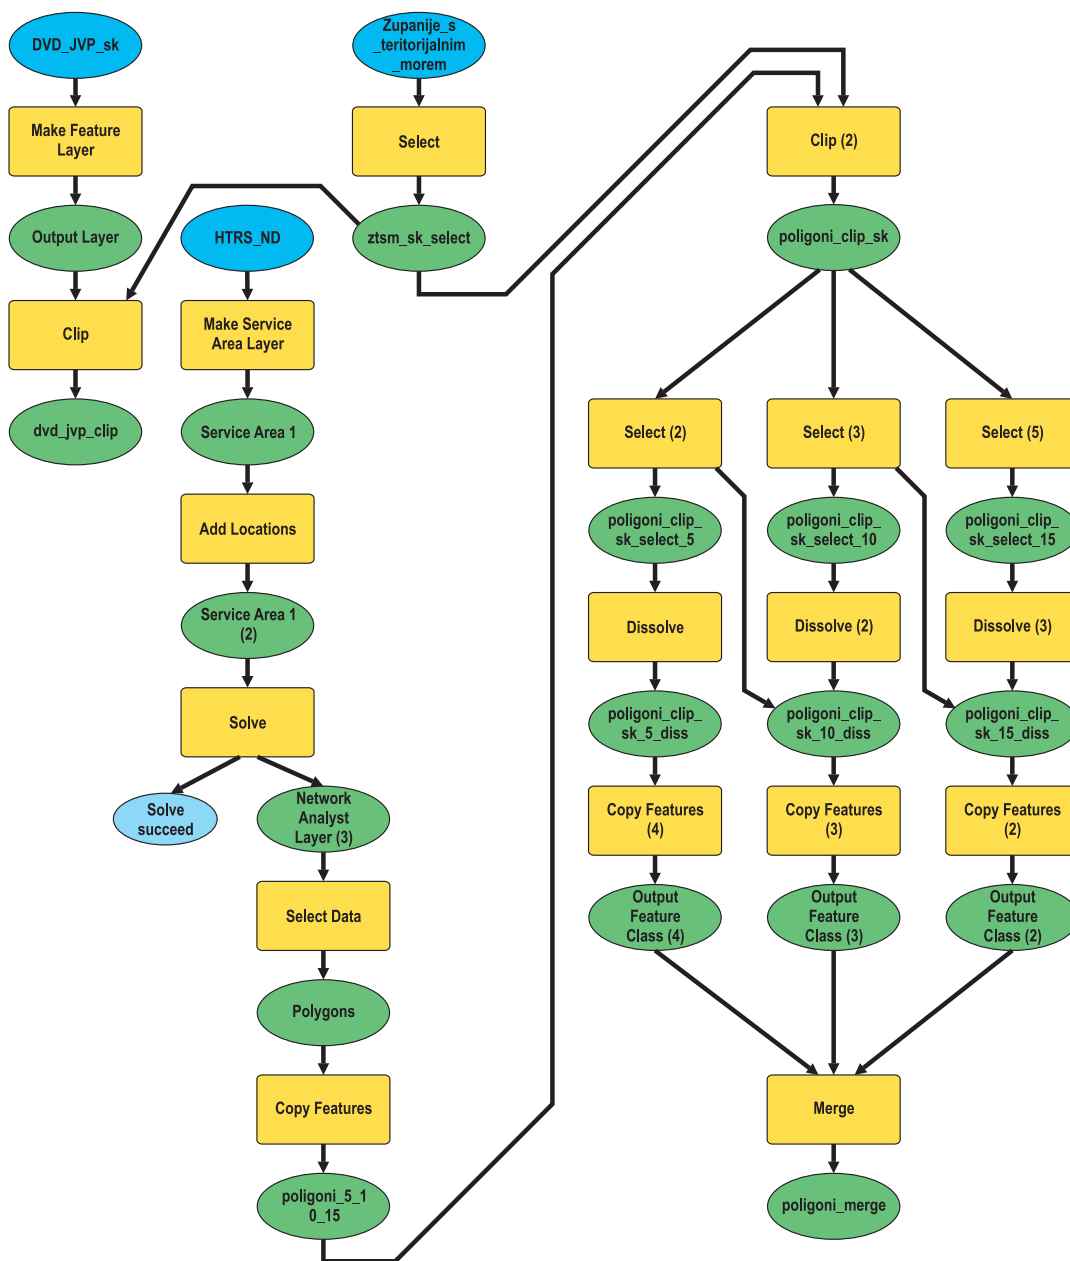 DVD_JVP_sk
Make Feature
Layer
Output Layer
Clip
dvd_jvp_clip
Zupanije_s
_teritorijalnim
_morem
Select
ztsm_sk_select
HTRS_ND
Make Service
Area Layer
Service Area 1
Add Locations
Service Area 1
(2)
Solve
Solve
succeed
Network
Analyst
Layer (3)
Select Data
Polygons
Copy Features
poligoni_5_1
0_15
Clip (2)
poligoni_clip_sk
Select (2)
poligoni_clip_
sk_select_5
Dissolve
poligoni_clip_
sk_5_diss
Copy Features
(4)
Output
Feature
Class (4)
Select (3)
poligoni_clip_
sk_select_10
Dissolve (2)
poligoni_clip_
sk_10_diss
Copy Features
(3)
Output
Feature
Class (3)
Select (5)
poligoni_clip_
sk_select_15
Dissolve (3)
poligoni_clip_
sk_15_diss
Copy Features
(2)
Output
Feature
Class (2)
Merge
poligoni_merge